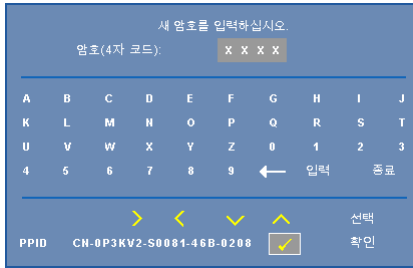 새 암호를 입력하십시오.
암호(4자 코드): X X X X
A B C D E F G H I J
K L M N O P Q R S T
U V W X Y Z 0 1 2 3
4 5 6 7 8 9 입력 종료
선택
PPID CN-0P3KV2-S0081-46B-0208 확인